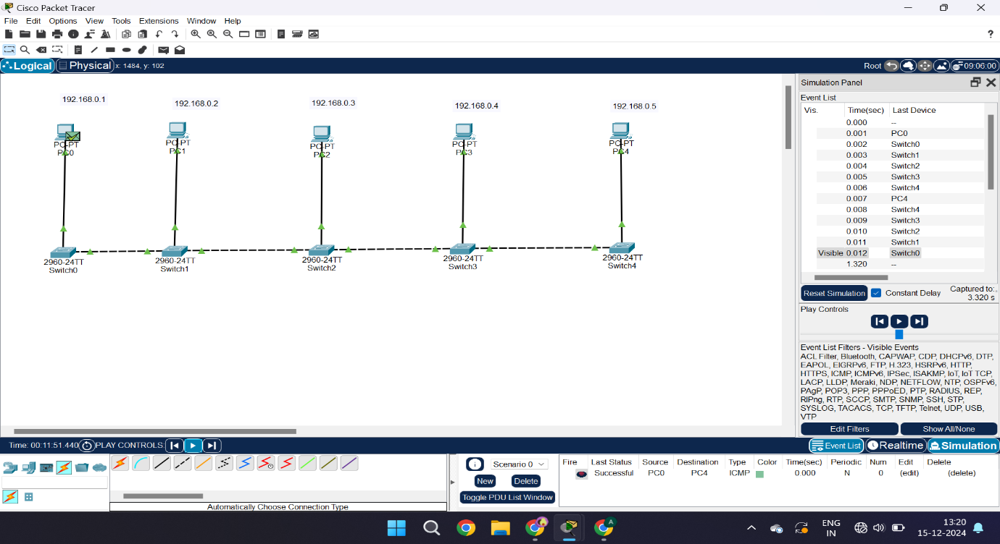 Cisco Packet Tracer
File Edit Options View Tools Extensions Window Help
?
Logical Physical x: 1484, y: 102 Root 09:06:00
192.168.0.1 192.168.0.2 192.168.0.3 192.168.0.4 192.168.0.5
PC-PT PC-PT PC-PT PC-PT PC-PT
PC0 PC1 PC2 PC3 PC4
2960-24TT 2960-24TT 2960-24TT 2960-24TT 2960-24TT
Switch0 Switch1 Switch2 Switch3 Switch4
Simulation Panel
Event List
Vis. Time(sec) Last Device
0.000 --
0.001 PC0
0.002 Switch0
0.003 Switch1
0.004 Switch2
0.005 Switch3
0.006 Switch4
0.007 PC4
0.008 Switch4
0.009 Switch3
0.010 Switch2
0.011 Switch1
Visible 0.012 Switch0
1.320 --
Reset Simulation Constant Delay Captured to:
3.320 s
Play Controls
Event List Filters - Visible Events
ACL Filter, Bluetooth, CAPWAP, CDP, DHCPv6, DTP,
EAPOL, EIGRPv6, FTP, H.323, HSRPv6, HTTP,
HTTPS, ICMP, ICMPv6, IPSec, ISAKMP, IoT, IoT TCP,
LACP, LLDP, Meraki, NDP, NETFLOW, NTP, OSPFv6,
PAgP, POP3, PPP, PPPoED, PTP, RADIUS, REP,
RIPng, RTP, SCCP, SMTP, SNMP, SSH, STP,
SYSLOG, TACACS, TCP, TFTP, Telnet, UDP, USB,
VTP
Edit Filters Show All/None
Time: 00:11:51.440 PLAY CONTROLS: Event List Realtime Simulation
Automatically Choose Connection Type
Scenario 0
New Delete
Toggle PDU List Window
Fire Last Status Source Destination Type Color Time(sec) Periodic Num Edit Delete
Successful PC0 PC4 ICMP 0.000 N 0 (edit) (delete)
A
ENG
IN
13:20
15-12-2024